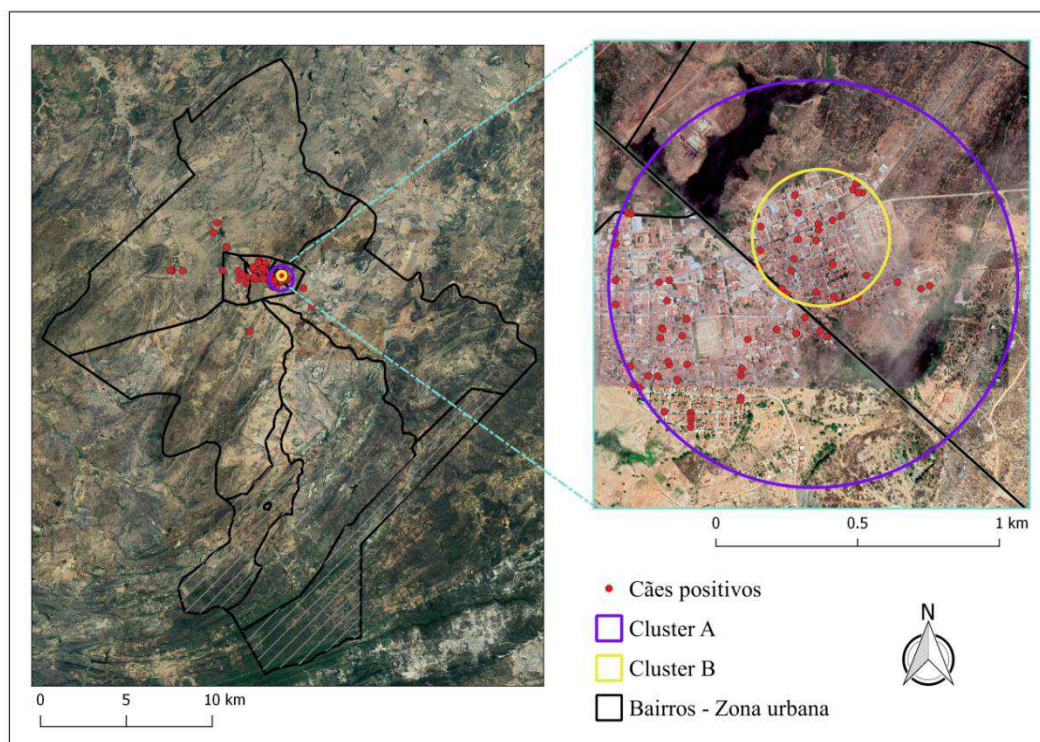 0 5 10 km
0 0.5 1 km
Cães positivos
Cluster A
Cluster B
Bairros - Zona urbana
N